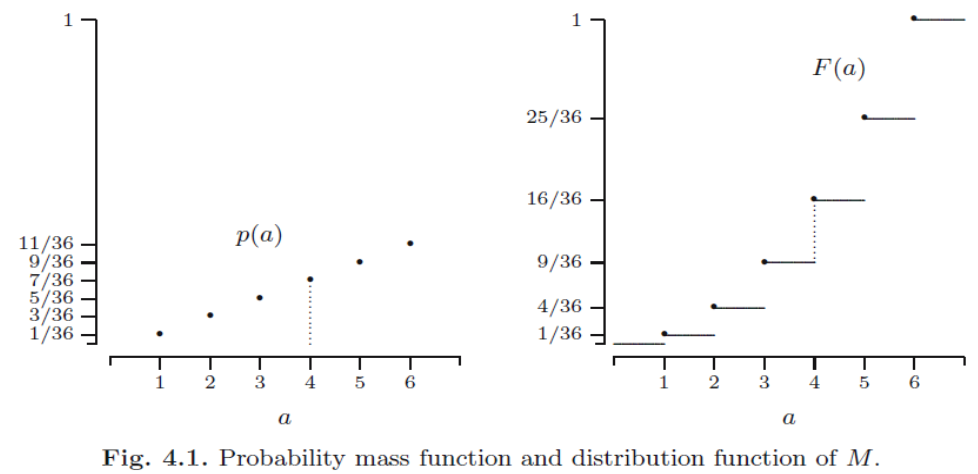 1
p(a)
11/36
9/36
7/36
5/36
3/36
1/36
1 2 3 4 5 6
a
1
F(a)
25/36
16/36
9/36
4/36
1/36
1 2 3 4 5 6
a
Fig. 4.1. Probability mass function and distribution function of M.